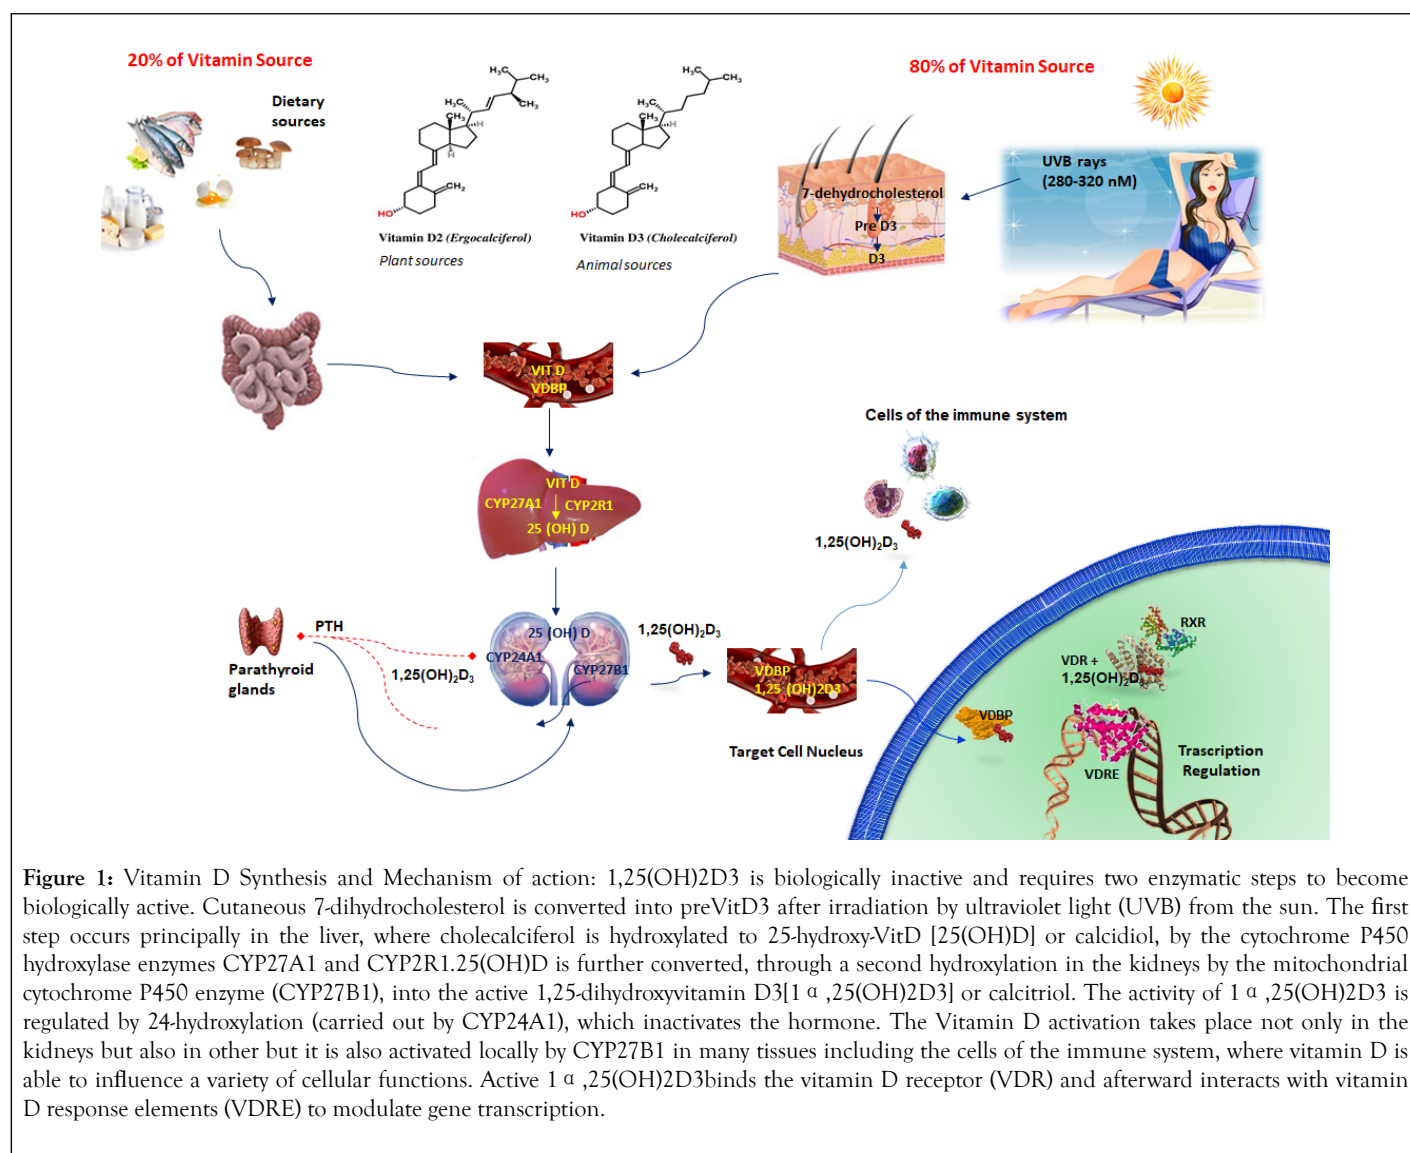 20% of Vitamin Source
80% of Vitamin Source
Dietary
sources
H₃C
CH₃
H₃C
CH₃
CH₃
H
H
CH₂
HO
Vitamin D2 (Ergocalciferol)
Plant sources
H₃C
CH₃
H₃C
CH₃
H
CH₂
HO
Vitamin D3 (Cholecalciferol)
Animal sources
7-dehydrocholesterol
Pre D3
D3
UVB rays
(280-320 nM)
VIT D
VDBP
VIT D
CYP27A1
CYP2R1
25 (OH) D
Cells of the immune system
1,25(OH)₂D₃
PTH
Parathyroid
glands
1,25(OH)₂D₃
25 (OH) D
CYP24A1
CYP27B1
1,25(OH)₂D₃
VDBP
1,25 (OH)2D3
Target Cell Nucleus
RXR
VDR +
1,25(OH)₂D₃
VDBP
VDRE
Trascription
Regulation
Figure 1: Vitamin D Synthesis and Mechanism of action: 1,25(OH)2D3 is biologically inactive and requires two enzymatic steps to become
biologically active. Cutaneous 7-dihydrocholesterol is converted into preVitD3 after irradiation by ultraviolet light (UVB) from the sun. The first
step occurs principally in the liver, where cholecalciferol is hydroxylated to 25-hydroxy-VitD [25(OH)D] or calcidiol, by the cytochrome P450
hydroxylase enzymes CYP27A1 and CYP2R1.25(OH)D is further converted, through a second hydroxylation in the kidneys by the mitochondrial
cytochrome P450 enzyme (CYP27B1), into the active 1,25-dihydroxyvitamin D3[1 α ,25(OH)2D3] or calcitriol. The activity of 1 α ,25(OH)2D3 is
regulated by 24-hydroxylation (carried out by CYP24A1), which inactivates the hormone. The Vitamin D activation takes place not only in the
kidneys but also in other but it is also activated locally by CYP27B1 in many tissues including the cells of the immune system, where vitamin D is
able to influence a variety of cellular functions. Active 1 α ,25(OH)2D3binds the vitamin D receptor (VDR) and afterward interacts with vitamin
D response elements (VDRE) to modulate gene transcription.